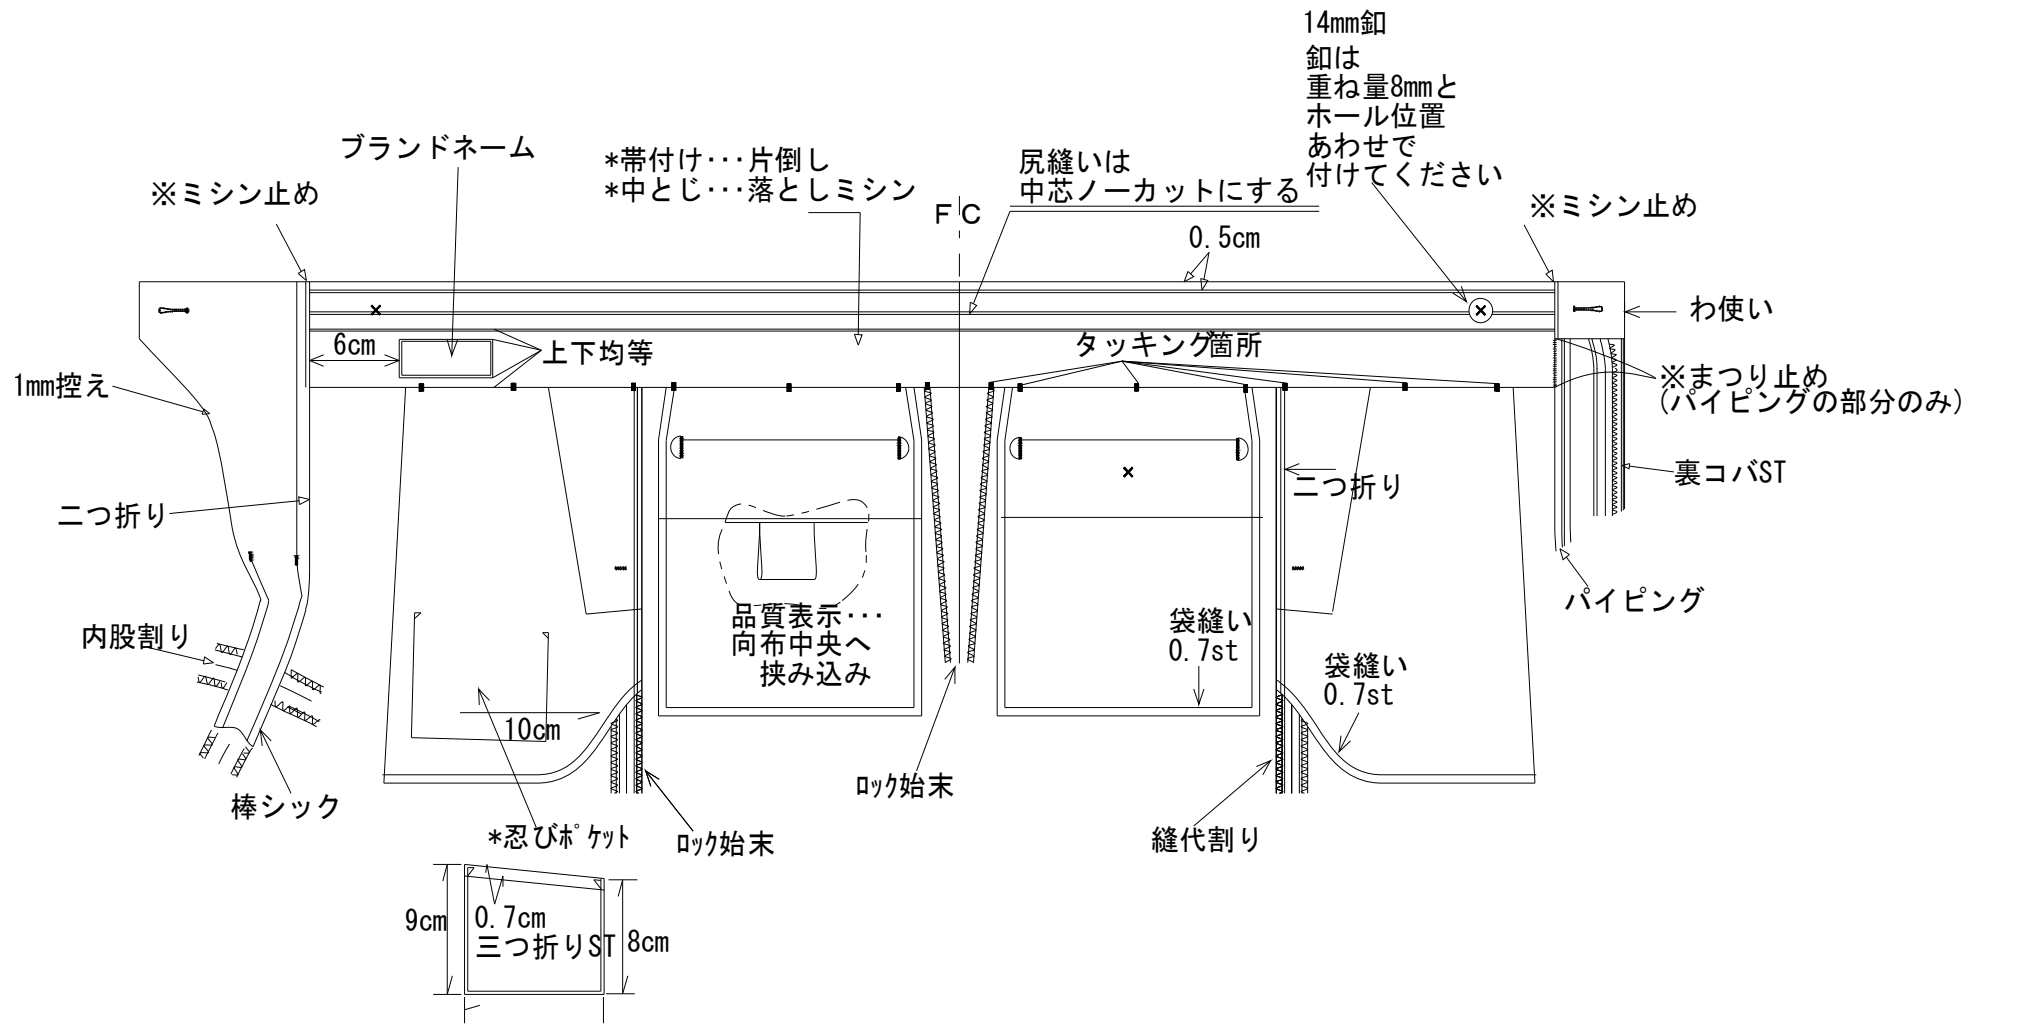 14mm釦
釦は
重ね量8mmと
ホール位置
あわせで
付けてください
ブランドネーム
*帯付け･･･片倒し
*中とじ･･･落としミシン
尻縫いは
中芯ノーカットにする
※ミシン止め
ＦＣ
※ミシン止め
0.5cm
わ使い
6cm
上下均等
タッキング箇所
1mm控え
※まつり止め
(パイピングの部分のみ)
裏コバST
二つ折り
二つ折り
パイピング
品質表示･･･
向布中央へ
挟み込み
袋縫い
0.7st
内股割り
袋縫い
0.7st
10cm
ﾛｯｸ始末
棒シック
*忍びﾎﾟｹｯﾄ
ﾛｯｸ始末
縫代割り
9cm
0.7cm
三つ折りST
8cm